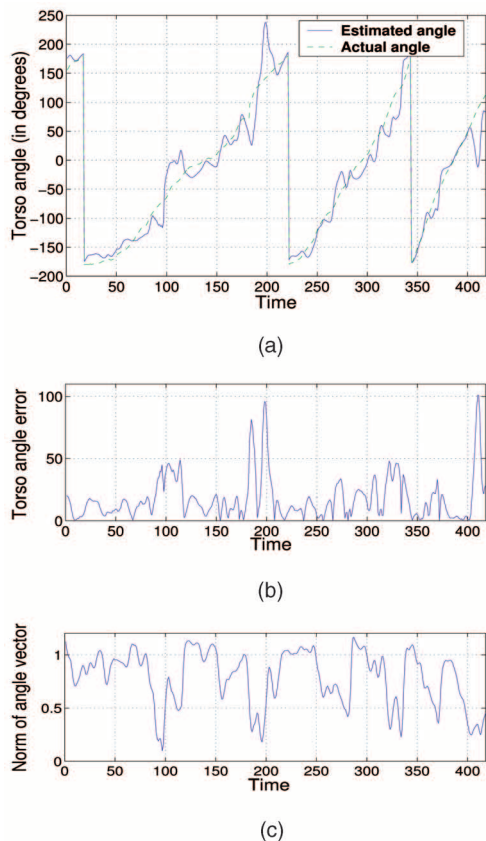 250
200
150
100
50
0
−50
−100
−150
−200
Torso angle (in degrees)
Estimated angle
Actual angle
0 50 100 150 200 250 300 350 400
Time
(a)
100
50
0
Torso angle error
0 50 100 150 200 250 300 350 400
Time
(b)
1
0.5
0
Norm of angle vector
0 50 100 150 200 250 300 350 400
Time
(c)